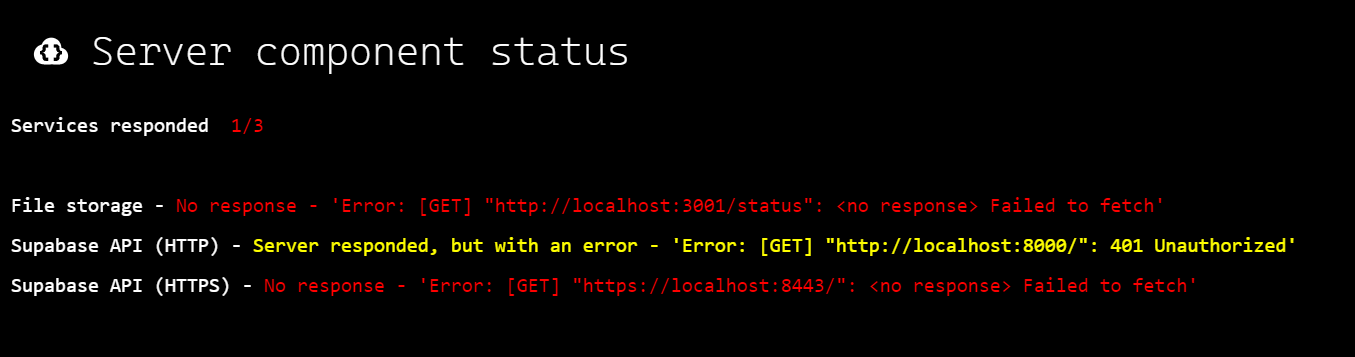 Server component status
Services responded 1/3
File storage - No response - 'Error: [GET] "http://localhost:3001/status": <no response> Failed to fetch'
Supabase API (HTTP) - Server responded, but with an error - 'Error: [GET] "http://localhost:8000/": 401 Unauthorized'
Supabase API (HTTPS) - No response - 'Error: [GET] "https://localhost:8443/": <no response> Failed to fetch'